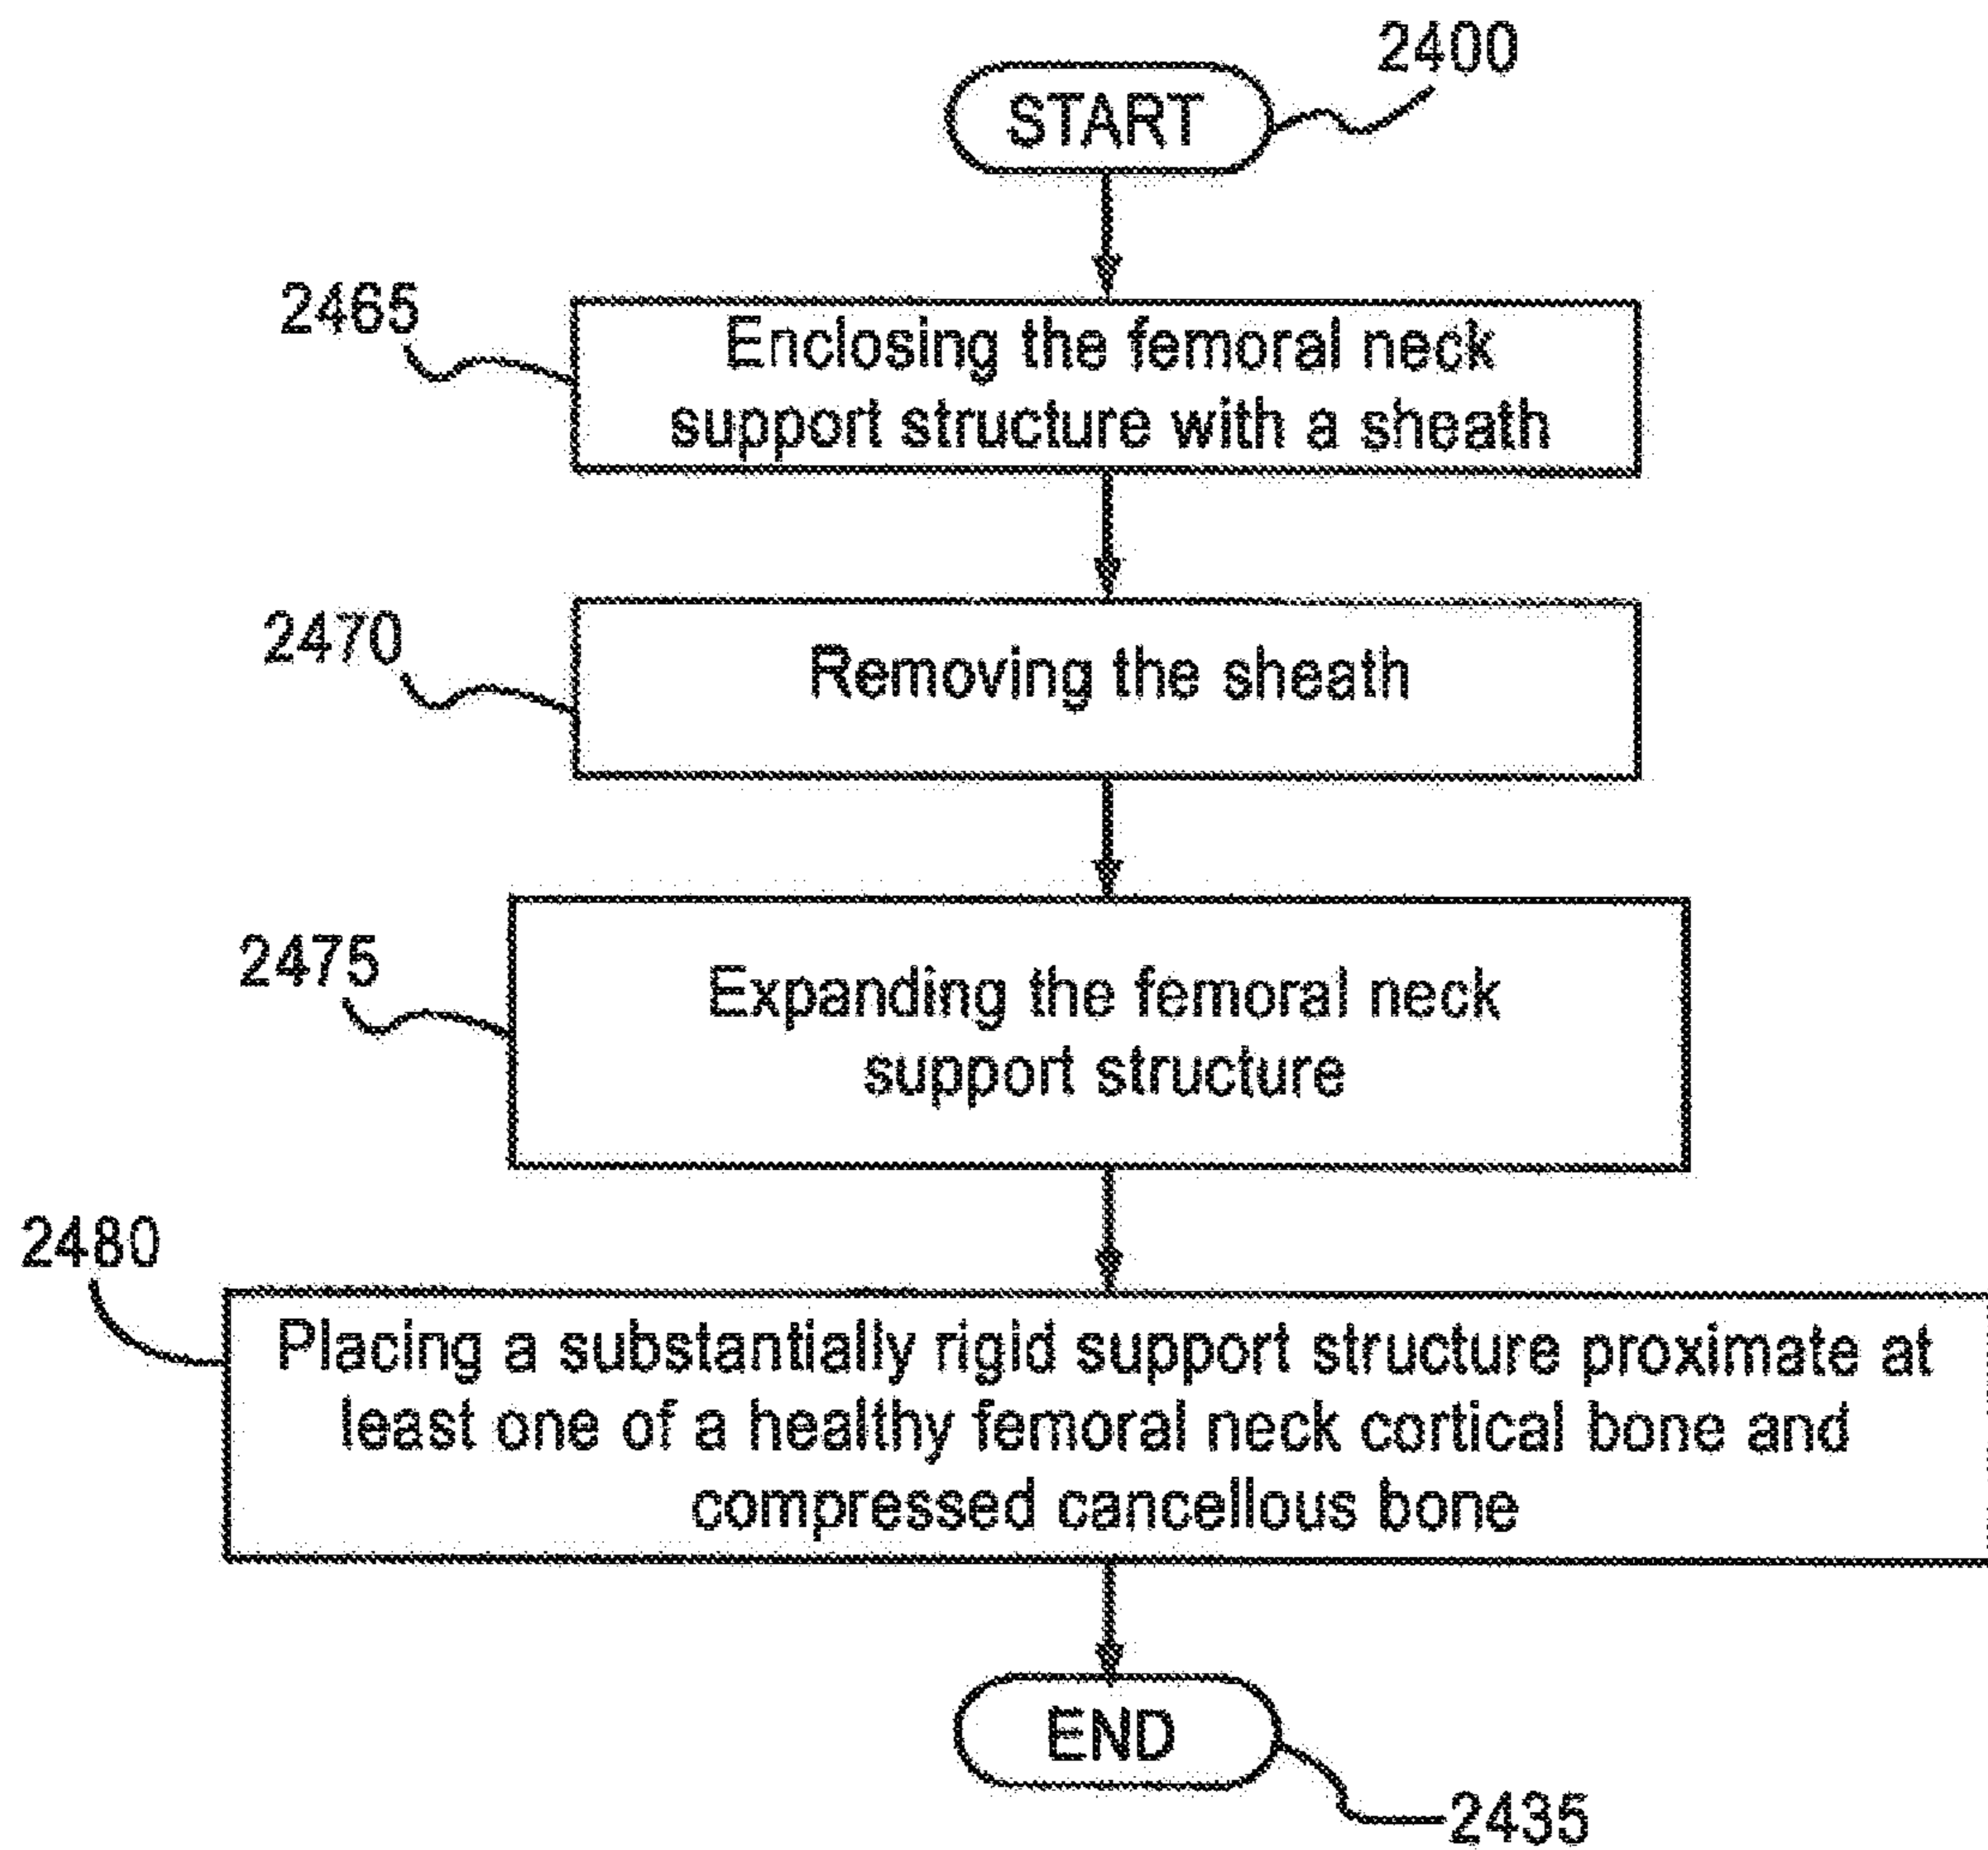 2400
START
2465
Enclosing the femoral neck
support structure with a sheath
2470
Removing the sheath
2475
Expanding the femoral neck
support structure
2480
Placing a substantially rigid support structure proximate at
least one of a healthy femoral neck cortical bone and
compressed cancellous bone
END
2435